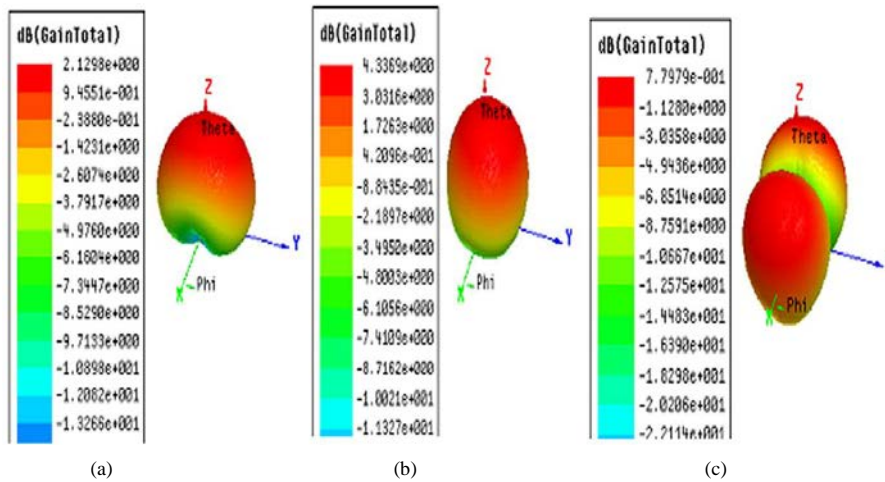 dB(GainTotal)
2.1298e+000
9.4551e-001
-2.3880e-001
-1.4231e+000
-2.6074e+000
-3.7917e+000
-4.9760e+000
-6.1604e+000
-7.3447e+000
-8.5290e+000
-9.7133e+000
-1.0898e+001
-1.2082e+001
-1.3266e+001
Z
Theta
Y
X
Phi
(a)
dB(GainTotal)
4.3369e+000
3.0316e+000
1.7263e+000
4.2096e-001
-8.8435e-001
-2.1897e+000
-3.4950e+000
-4.8003e+000
-6.1056e+000
-7.4109e+000
-8.7162e+000
-1.0021e+001
-1.1327e+001
Z
Theta
Y
X
Phi
(b)
dB(GainTotal)
7.7979e-001
-1.1280e+000
-3.0358e+000
-4.9436e+000
-6.8514e+000
-8.7591e+000
-1.0667e+001
-1.2575e+001
-1.4483e+001
-1.6390e+001
-1.8298e+001
-2.0206e+001
-2.2114e+001
Z
Theta
X
Phi
(c)